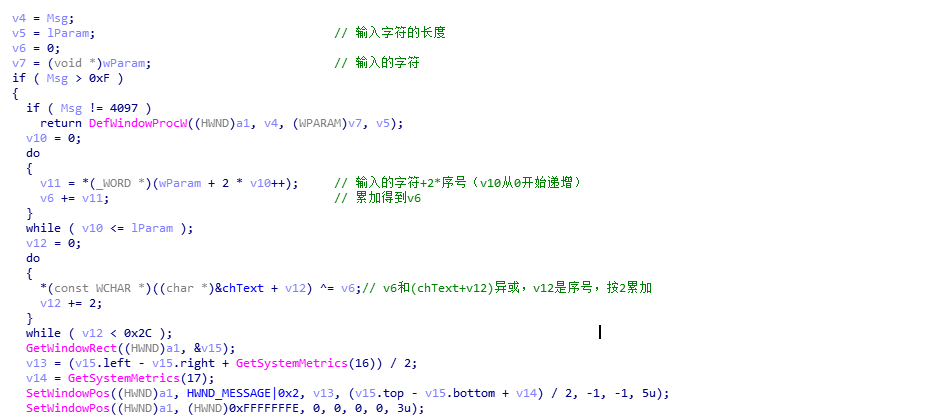 v4 = Msg;
v5 = lParam; // 输入字符的长度
v6 = 0;
v7 = (void *)wParam; // 输入的字符
if ( Msg > 0xF )
{
if ( Msg != 4097 )
return DefWindowProcW((HWND)a1, v4, (WPARAM)v7, v5);
v10 = 0;
do
{
v11 = *(_WORD *)(wParam + 2 * v10++); // 输入的字符+2*序号（v10从0开始递增）
v6 += v11; // 累加得到v6
}
while ( v10 <= lParam );
v12 = 0;
do
{
*(const WCHAR *)((char *)&chText + v12) ^= v6;// v6和(chText+v12)异或，v12是序号，按2累加
v12 += 2;
}
while ( v12 < 0x2C );
GetWindowRect((HWND)a1, &v15);
v13 = (v15.left - v15.right + GetSystemMetrics(16)) / 2;
v14 = GetSystemMetrics(17);
SetWindowPos((HWND)a1, HWND_MESSAGE|0x2, v13, (v15.top - v15.bottom + v14) / 2, -1, -1, 5u);
SetWindowPos((HWND)a1, (HWND)0xFFFFFFFE, 0, 0, 0, 0, 3u);